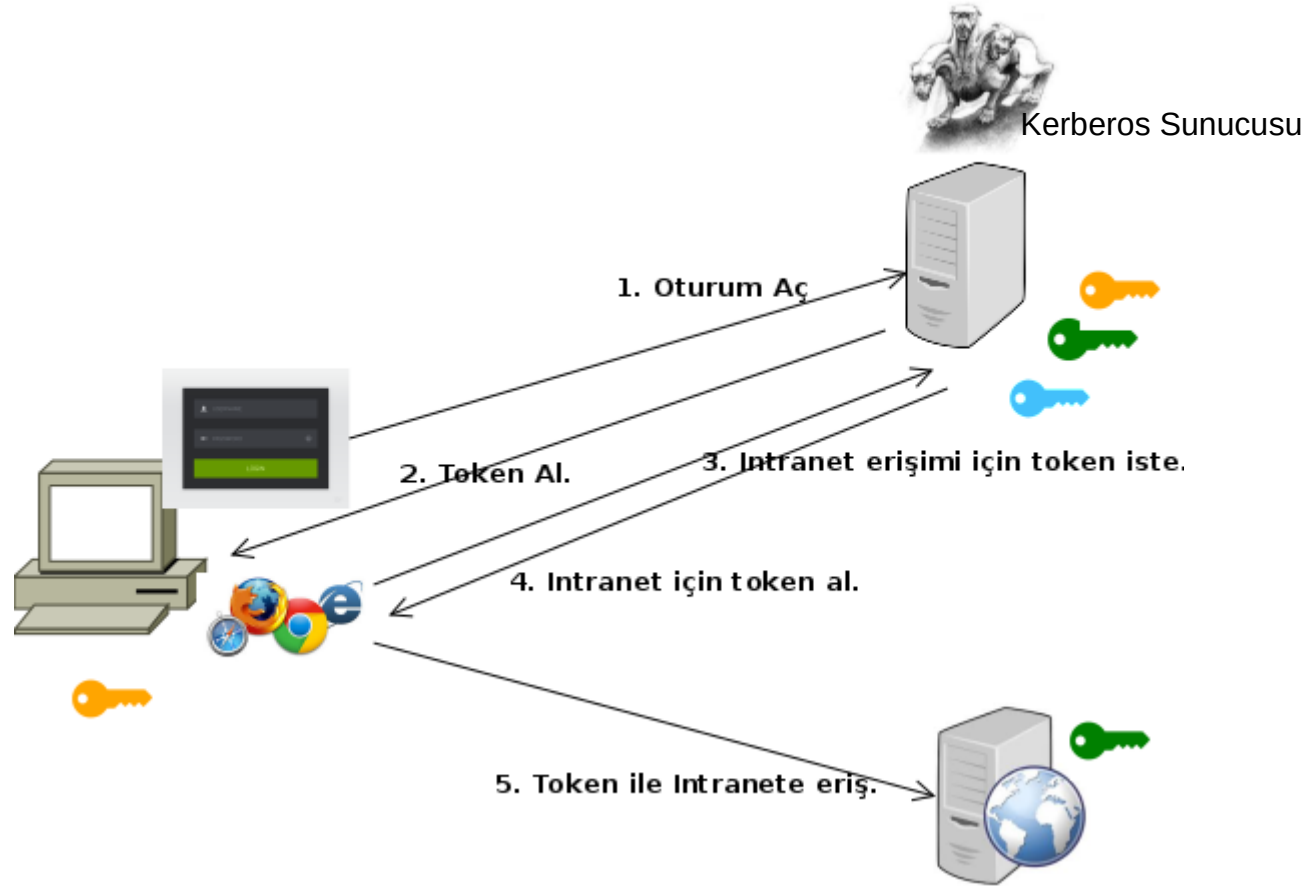 Kerberos Sunucusu
1. Oturum Aç
2. Token Al.
3. Intranet erişimi için token iste.
LOGIN
4. Intranet için token al.
5. Token ile Intranete eriş.